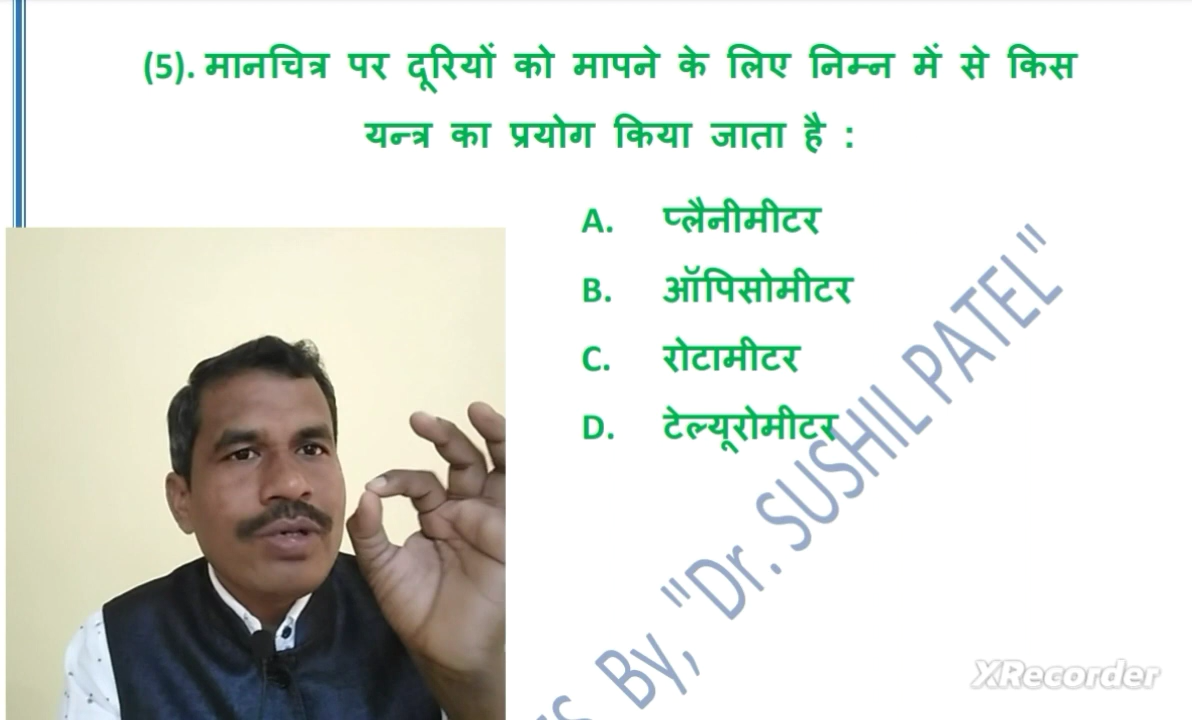 (5). मानचित्र पर दूरियों को मापने के लिए निम्न में से किस
यन्त्र का प्रयोग किया जाता है :
A. प्लैनीमीटर
B. ऑपिसोमीटर
C. रोटामीटर
D. टेल्यूरोमीटर
By, "Dr. SUSHIL PATEL"
XRecorder